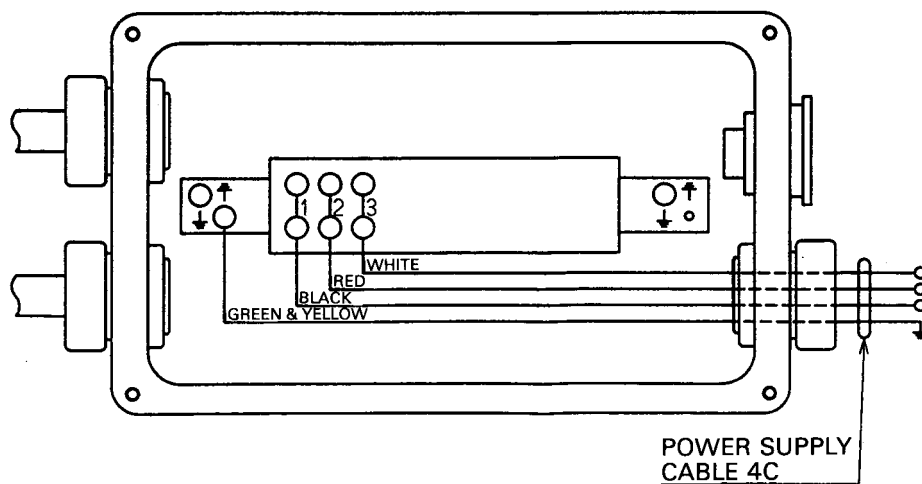 1 2 3
WHITE
RED
BLACK
GREEN & YELLOW
POWER SUPPLY
CABLE 4C